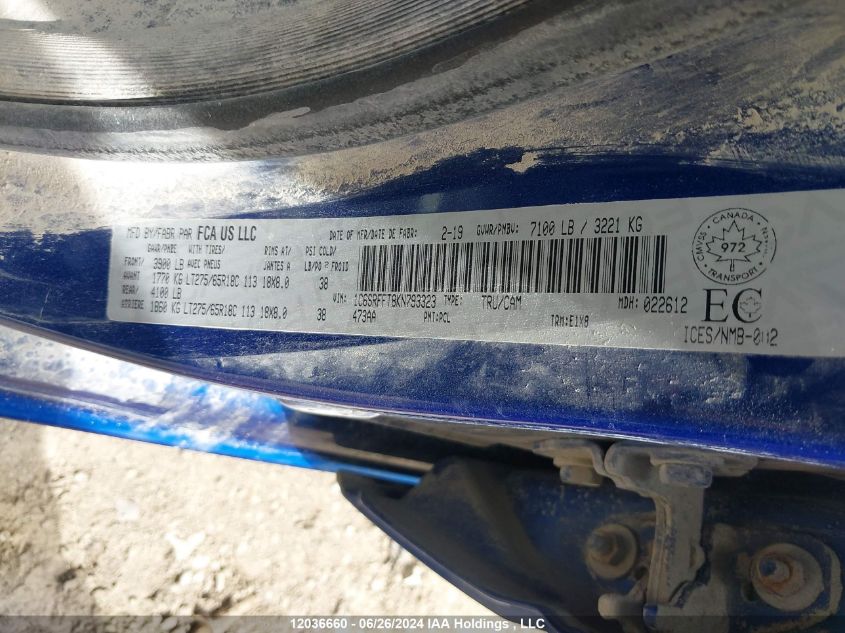 MFD BY/FABR PAR FCA US LLC DATE OF MFR/DATE DE FABR: 2-19 GVWR/PMBV: 7100 LB / 3221 KG
GAWR/PMBE WITH TIRES/ RIMS AT/ PSI COLD/
FRONT/ 3900 LB AVEC PNEUS JANTES A LB/PO 2 FROID
AVANT 1770 KG LT275/65R18C 113 18X8.0 38
REAR/ 4100 LB
ARRIERE 1860 KG LT275/65R18C 113 18X8.0 38
VIN: 1C6SRFFT8KN793323 TYPE: TRU/CAM MDH: 022612
473AA PNT:PCL TRM:E1X8
CANADA
972
TRANSPORT
EC
ICES/NMB-002
12036660 - 06/26/2024 IAA Holdings , LLC